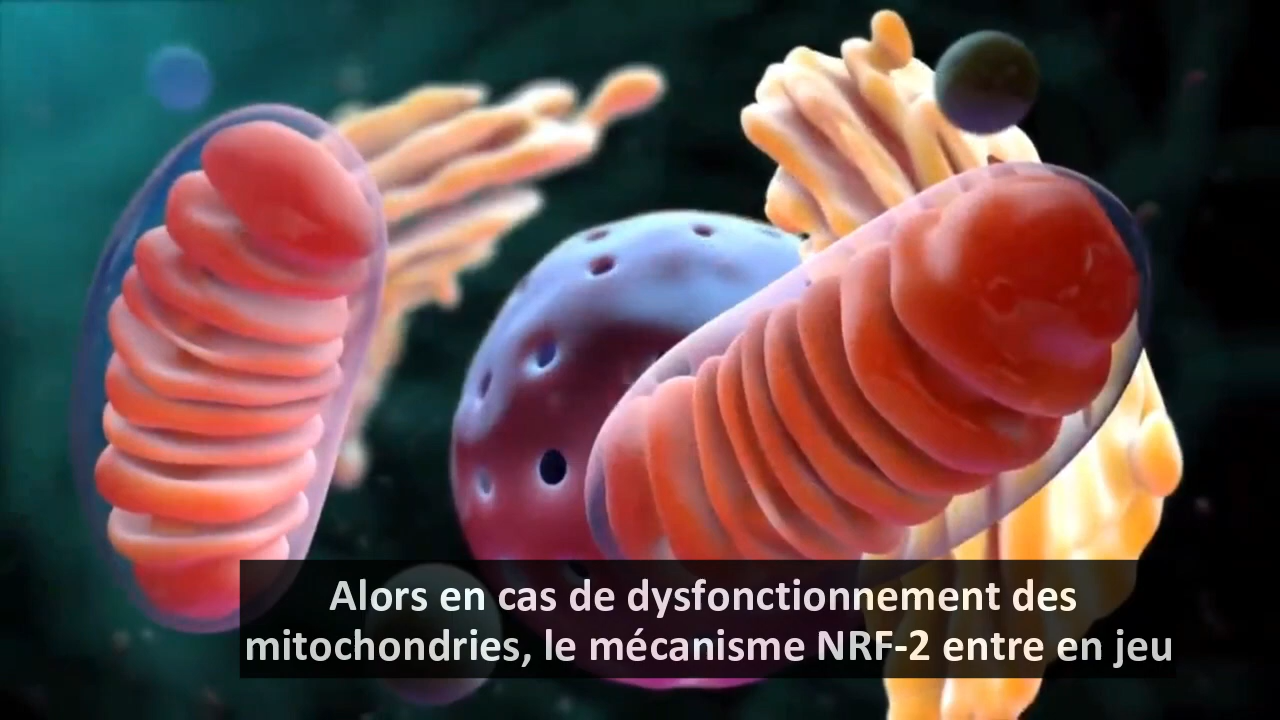 Alors en cas de dysfonctionnement des
mitochondries, le mécanisme NRF-2 entre en jeu